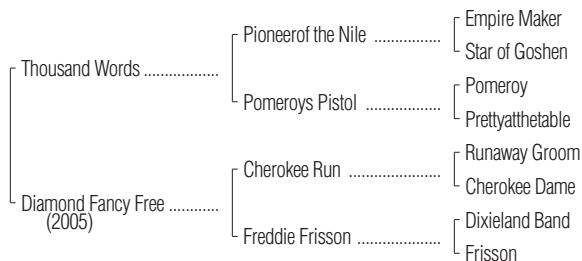 Empire Maker
Pioneerof the Nile ................
Star of Goshen
Thousand Words ..................
Pomeroy
Pomeroys Pistol ..................
Prettyatthetable
Runaway Groom
Cherokee Run ......................
Cherokee Dame
Diamond Fancy Free ............
(2005)
Dixieland Band
Freddie Frisson ....................
Frisson